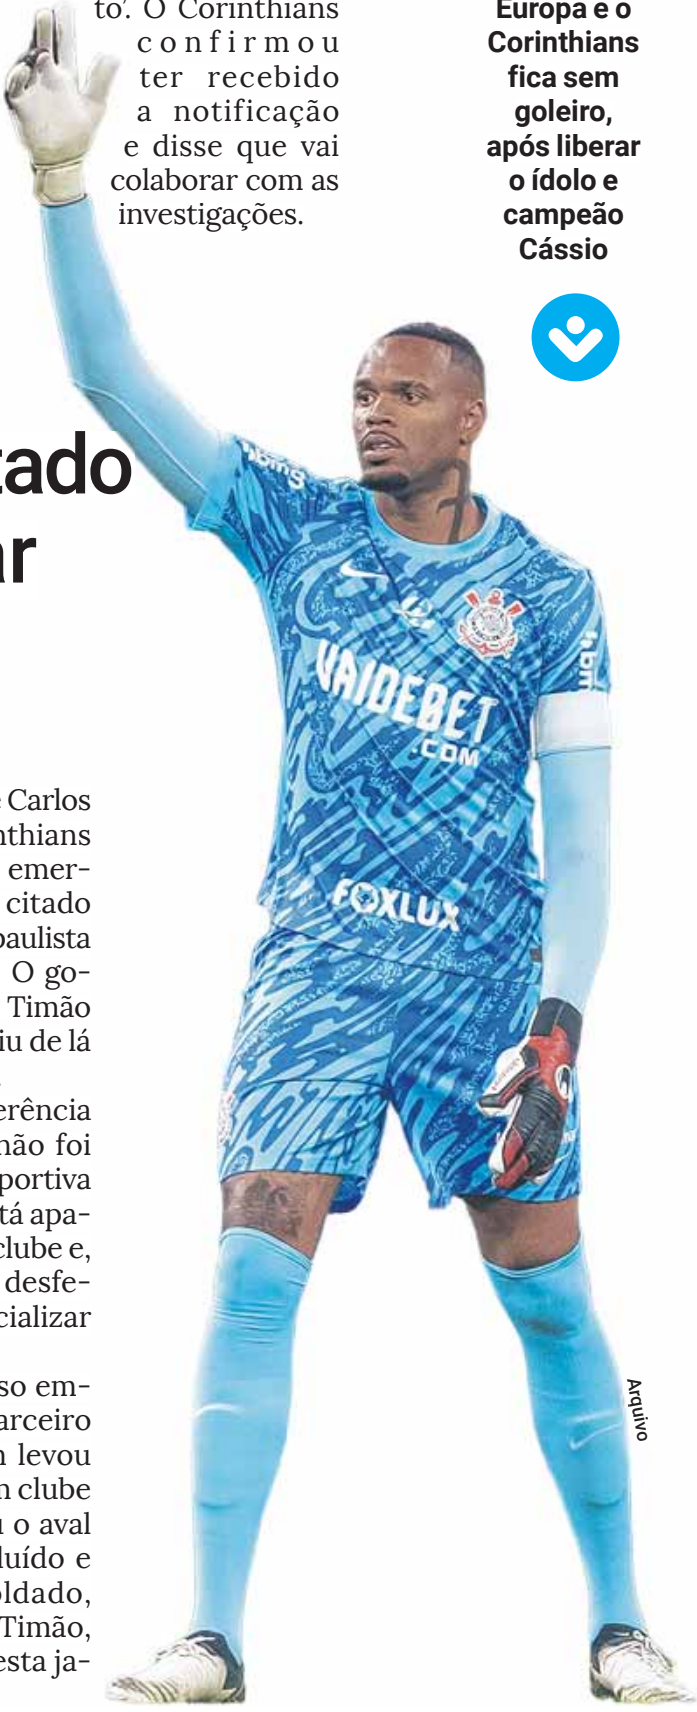 to’. O Corinthians
confirmou
ter recebido
a notificação
e disse que vai
colaborar com as
investigações.
Europa e o
Corinthians
fica sem
goleiro,
após liberar
o ídolo e
campeão
Cássio
tado
ar
Carlos
nthians
emer-
citado
paulista
O go-
Timão
iu de lá
erência
não foi
portiva
tá apa-
clube e,
desfe-
cializar
so em-
arceiro
levou
clube
o aval
luído e
oldado,
Timão,
esta ja-
bmg
VAIDEBET
.COM
bm
FOXLUX
Arquivo